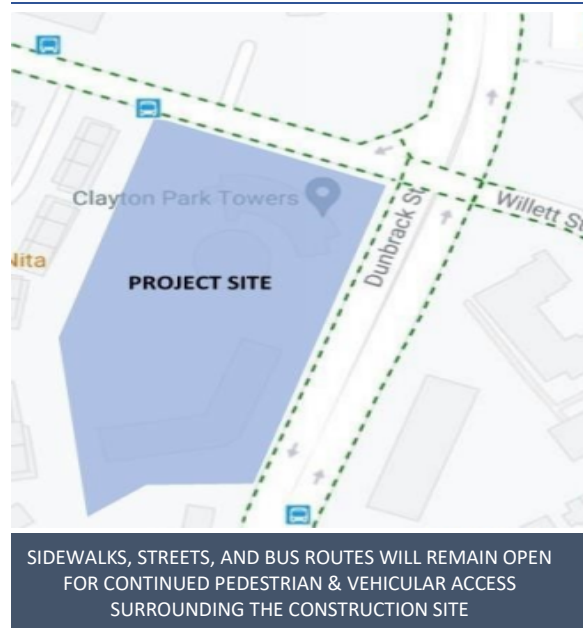 Clayton Park Towers
Willett St
Dunbrack St
Nita
PROJECT SITE
SIDEWALKS, STREETS, AND BUS ROUTES WILL REMAIN OPEN
FOR CONTINUED PEDESTRIAN & VEHICULAR ACCESS
SURROUNDING THE CONSTRUCTION SITE